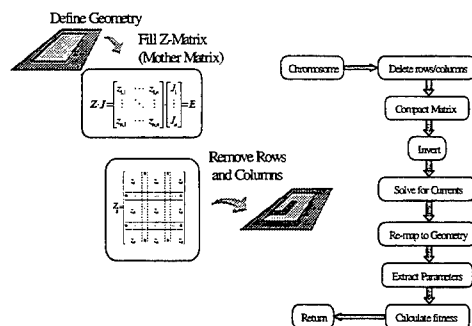 Define Geometry
Fill Z-Matrix
(Mother Matrix)
Z·J= = E
Remove Rows
and Columns
Chromosome
Delete rows/columns
Compact Matrix
Invert
Solve for Currents
Re-map to Geometry
Extract Parameters
Return
Calculate fitness